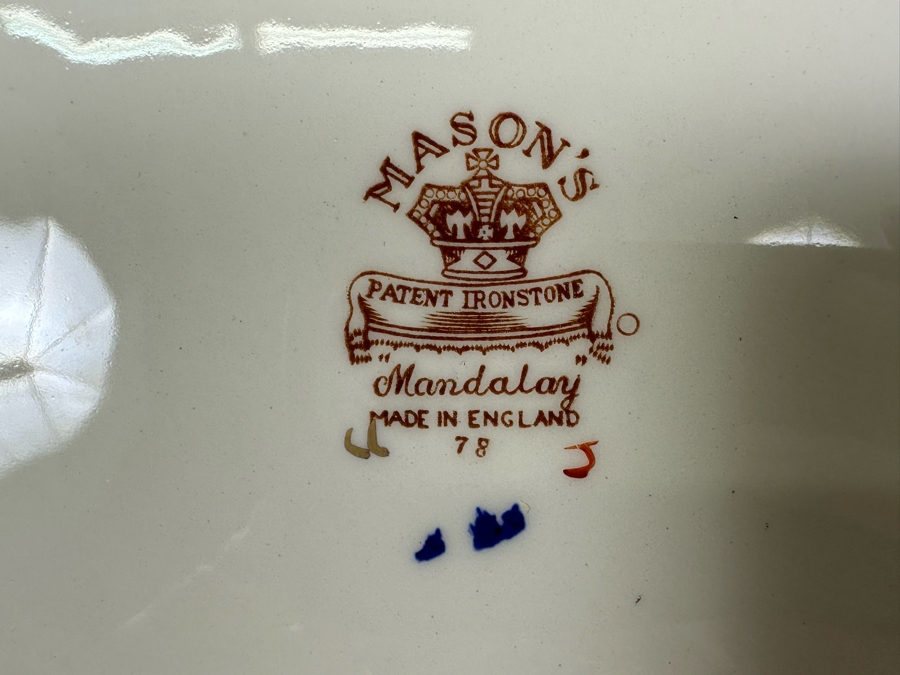 MASON'S
PATENT IRONSTONE
"Mandalay"
MADE IN ENGLAND
78